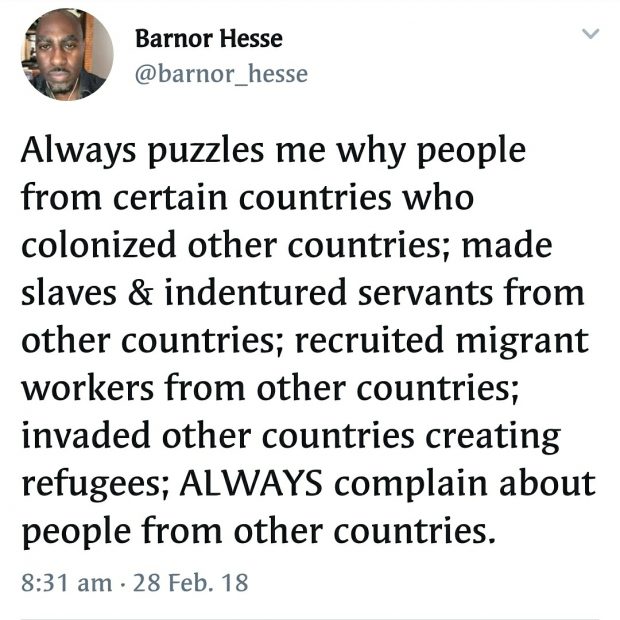 Barnor Hesse
@barnor_hesse
Always puzzles me why people
from certain countries who
colonized other countries; made
slaves & indentured servants from
other countries; recruited migrant
workers from other countries;
invaded other countries creating
refugees; ALWAYS complain about
people from other countries.
8:31 am · 28 Feb. 18